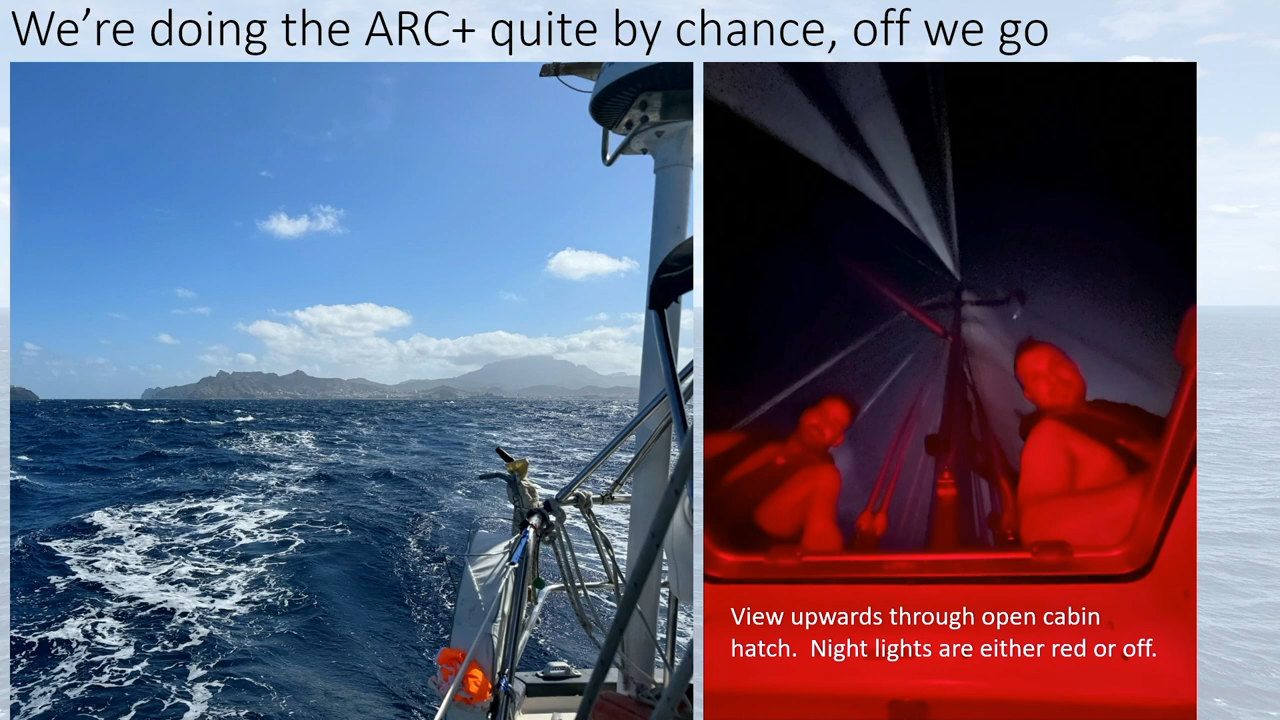 We’re doing the ARC+ quite by chance, off we go
View upwards through open cabin
hatch.  Night lights are either red or off.